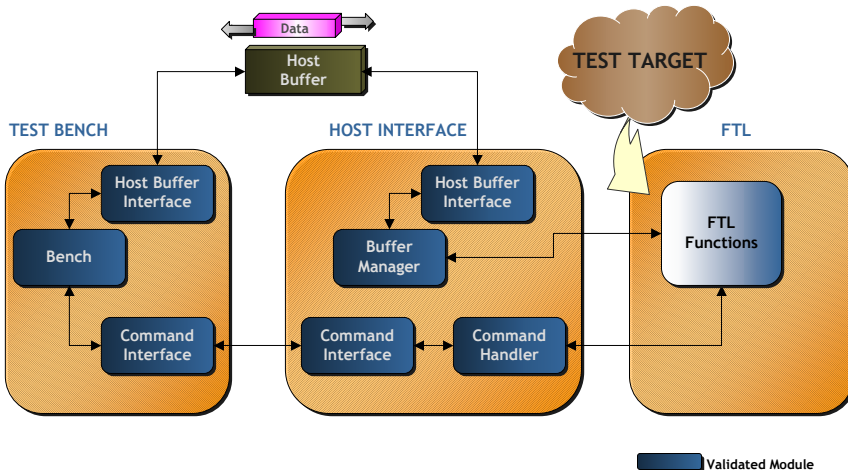 Data
Host
Buffer
TEST TARGET
TEST BENCH
HOST INTERFACE
FTL
Host Buffer
Interface
Host Buffer
Interface
FTL
Functions
Bench
Buffer
Manager
Command
Interface
Command
Interface
Command
Handler
Validated Module